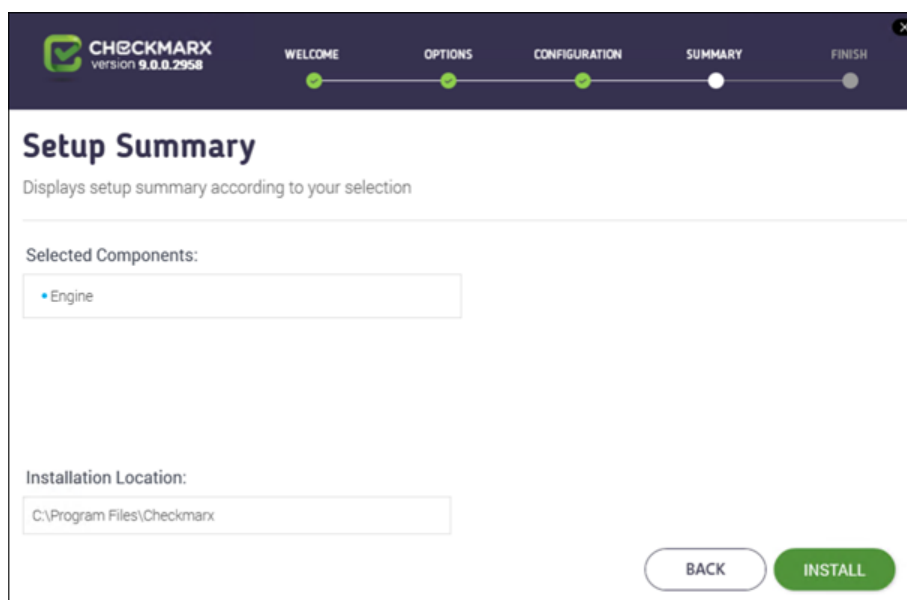 CHECKMARX
version 9.0.0.2958
WELCOME
OPTIONS
CONFIGURATION
SUMMARY
FINISH
Setup Summary
Displays setup summary according to your selection
Selected Components:
• Engine
Installation Location:
C:\Program Files\Checkmarx
BACK
INSTALL